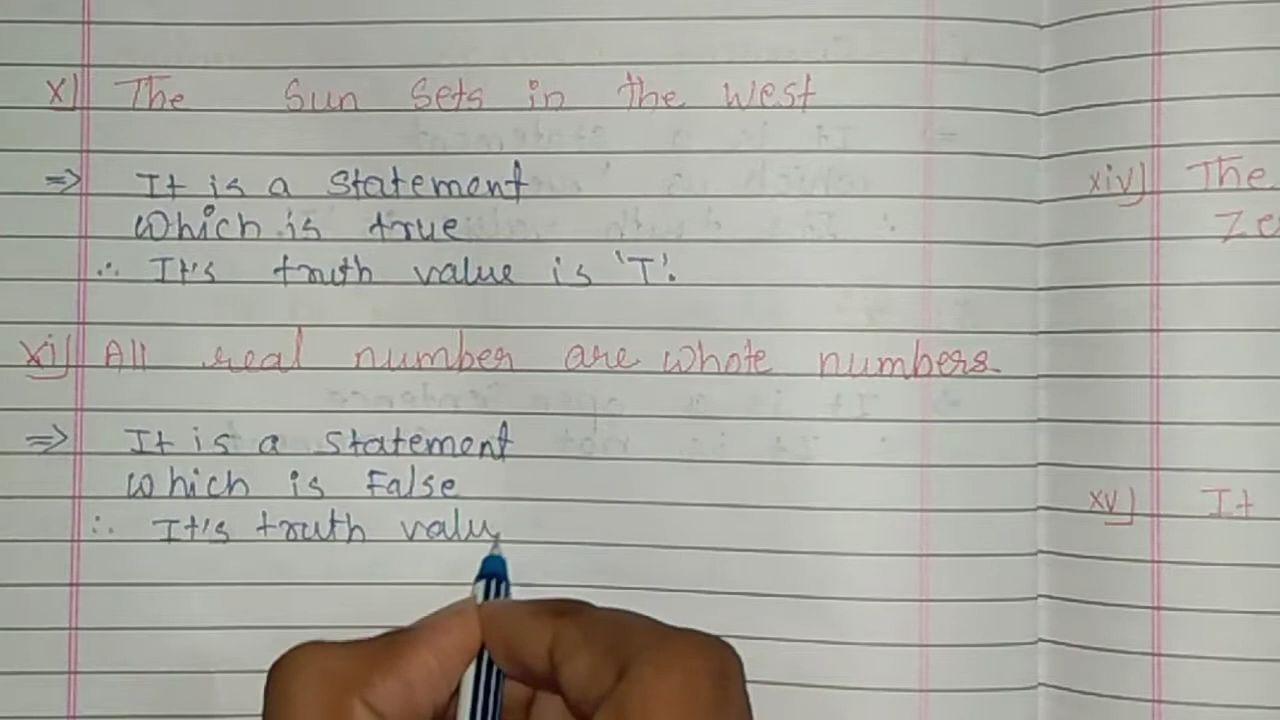 x) The Sun Sets in the west
⇒ It is a statement
which is true
∴ It's truth value is 'T'.
xi) All real number are whole numbers
⇒ It is a statement
which is False
∴ It's truth valu
xiv) The
Ze
xv) It